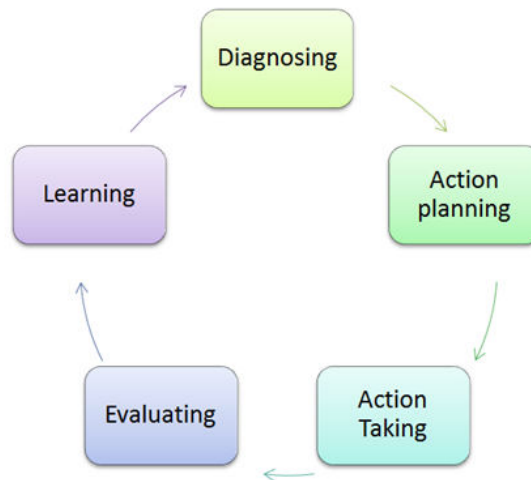 Diagnosing
Action
planning
Action
Taking
Evaluating
Learning